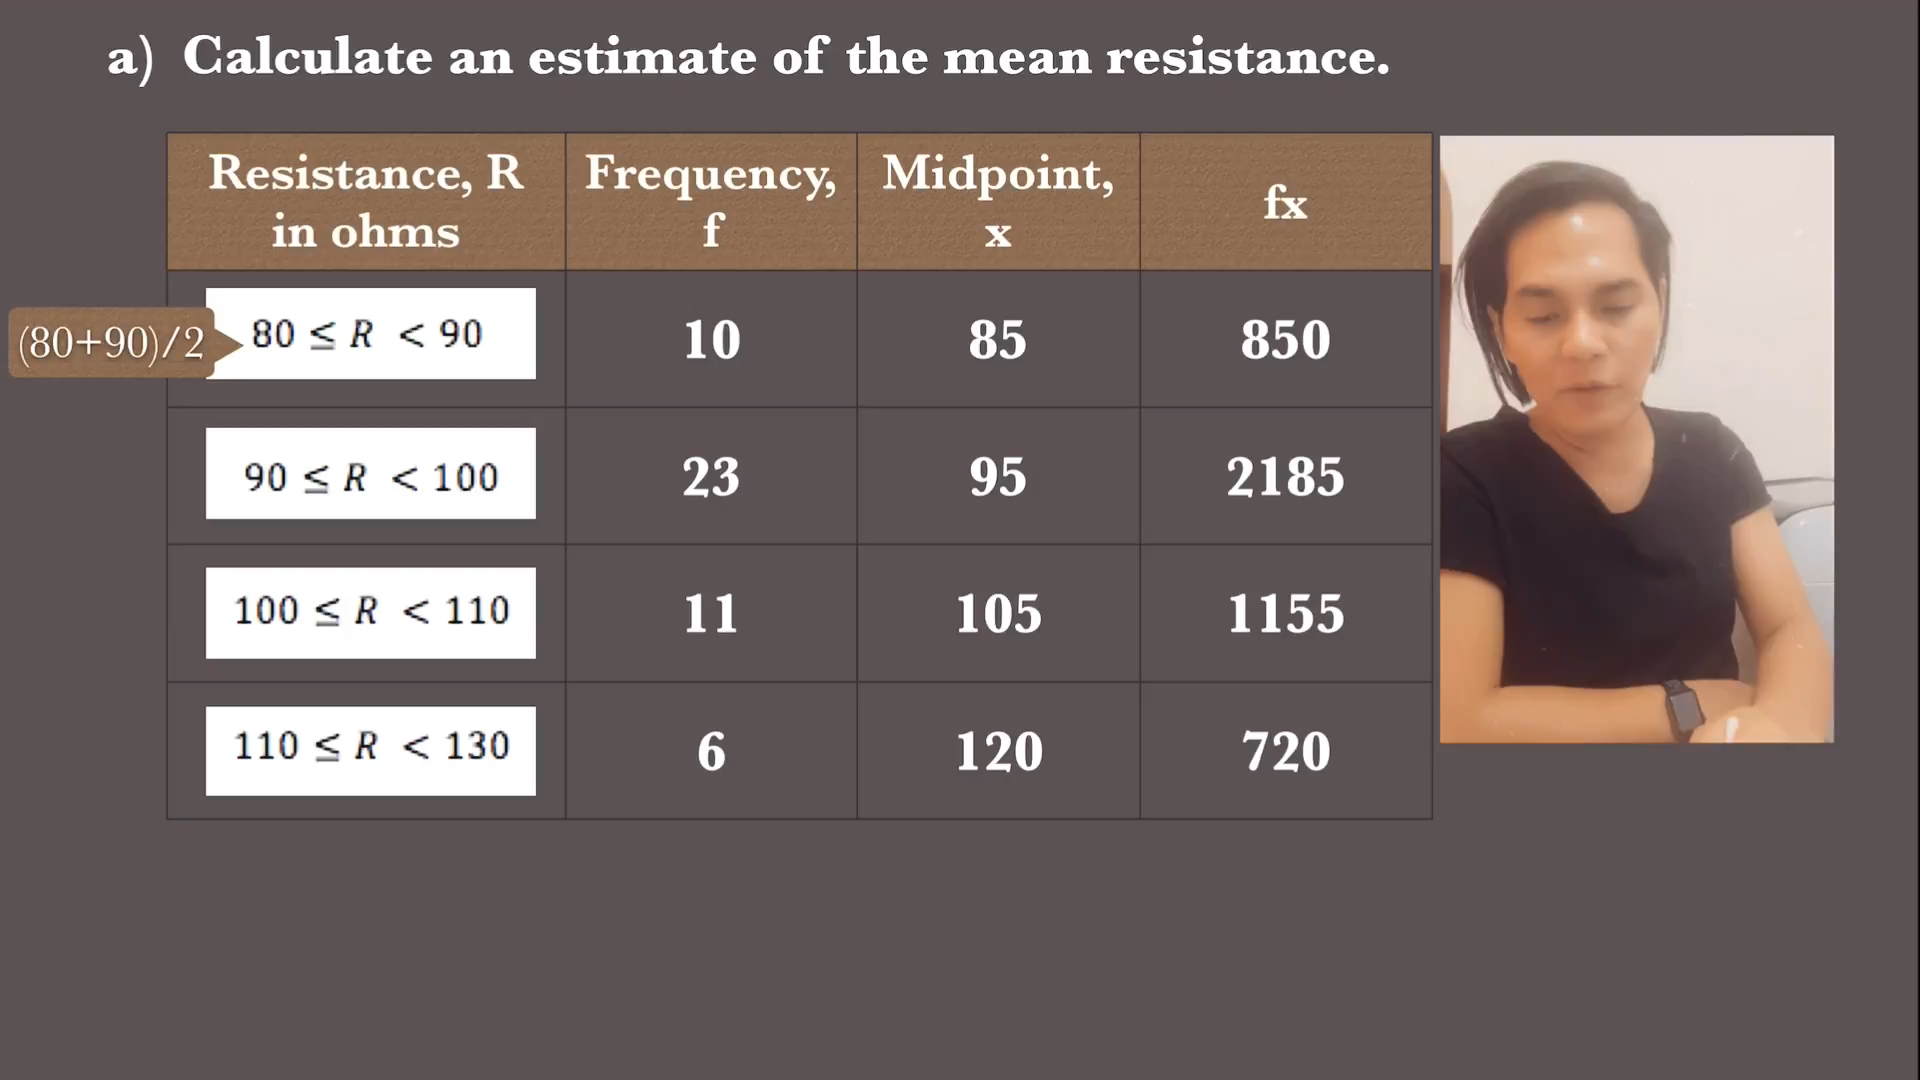 a) Calculate an estimate of the mean resistance.
Resistance, R
in ohms
Frequency,
f
Midpoint,
x
fx
(80+90)/2
80 ≤ R < 90
10
85
850
90 ≤ R < 100
23
95
2185
100 ≤ R < 110
11
105
1155
110 ≤ R < 130
6
120
720